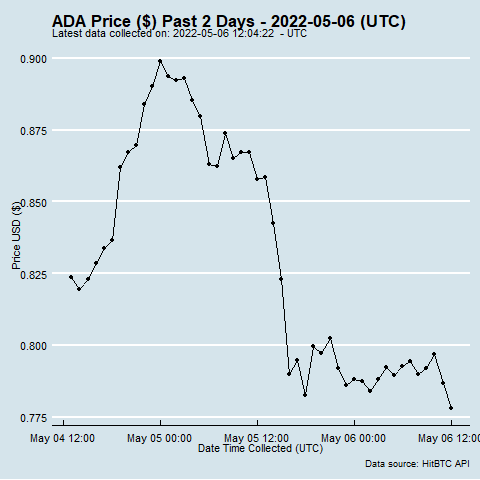 ADA Price ($) Past 2 Days - 2022-05-06 (UTC)
Latest data collected on: 2022-05-06 12:04:22  - UTC
Price USD ($)
0.900
0.875
0.850
0.825
0.800
0.775
May 04 12:00 May 05 00:00 May 05 12:00 May 06 00:00 May 06 12:00
Date Time Collected (UTC)
Data source: HitBTC API